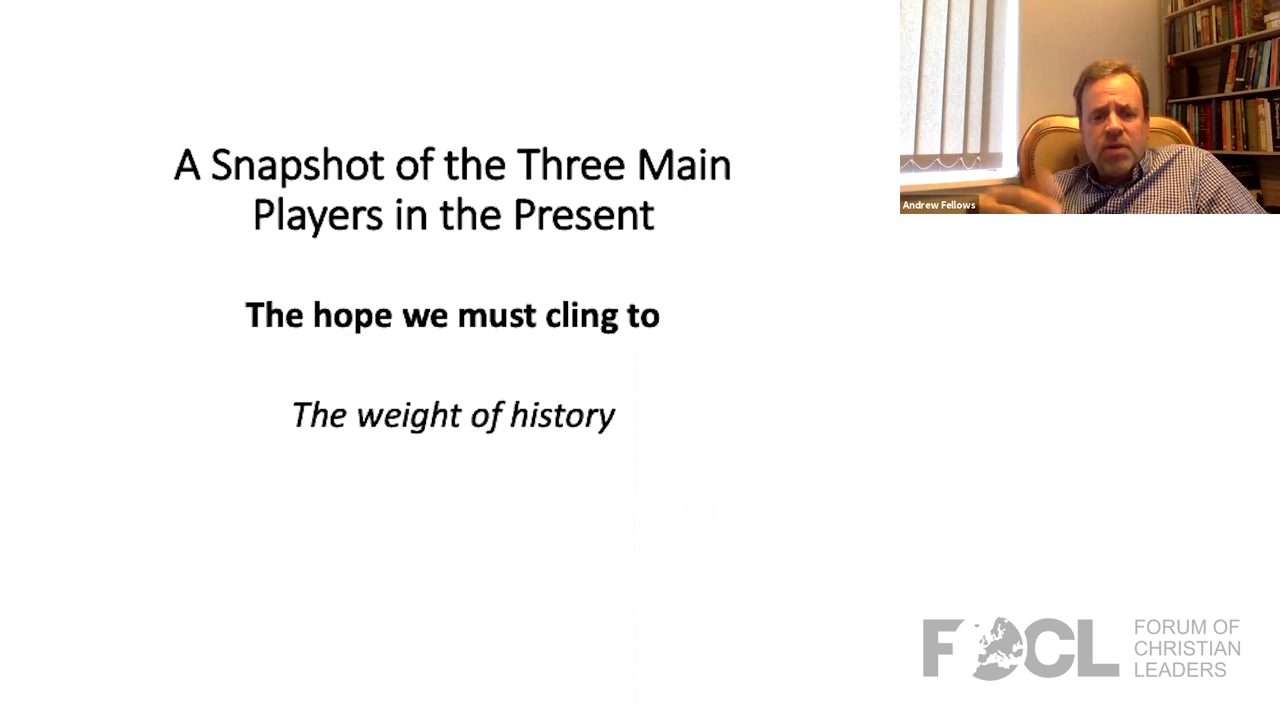 A Snapshot of the Three Main
Players in the Present
The hope we must cling to
The weight of history
Andrew Fellows
FOCL
FORUM OF
CHRISTIAN
LEADERS